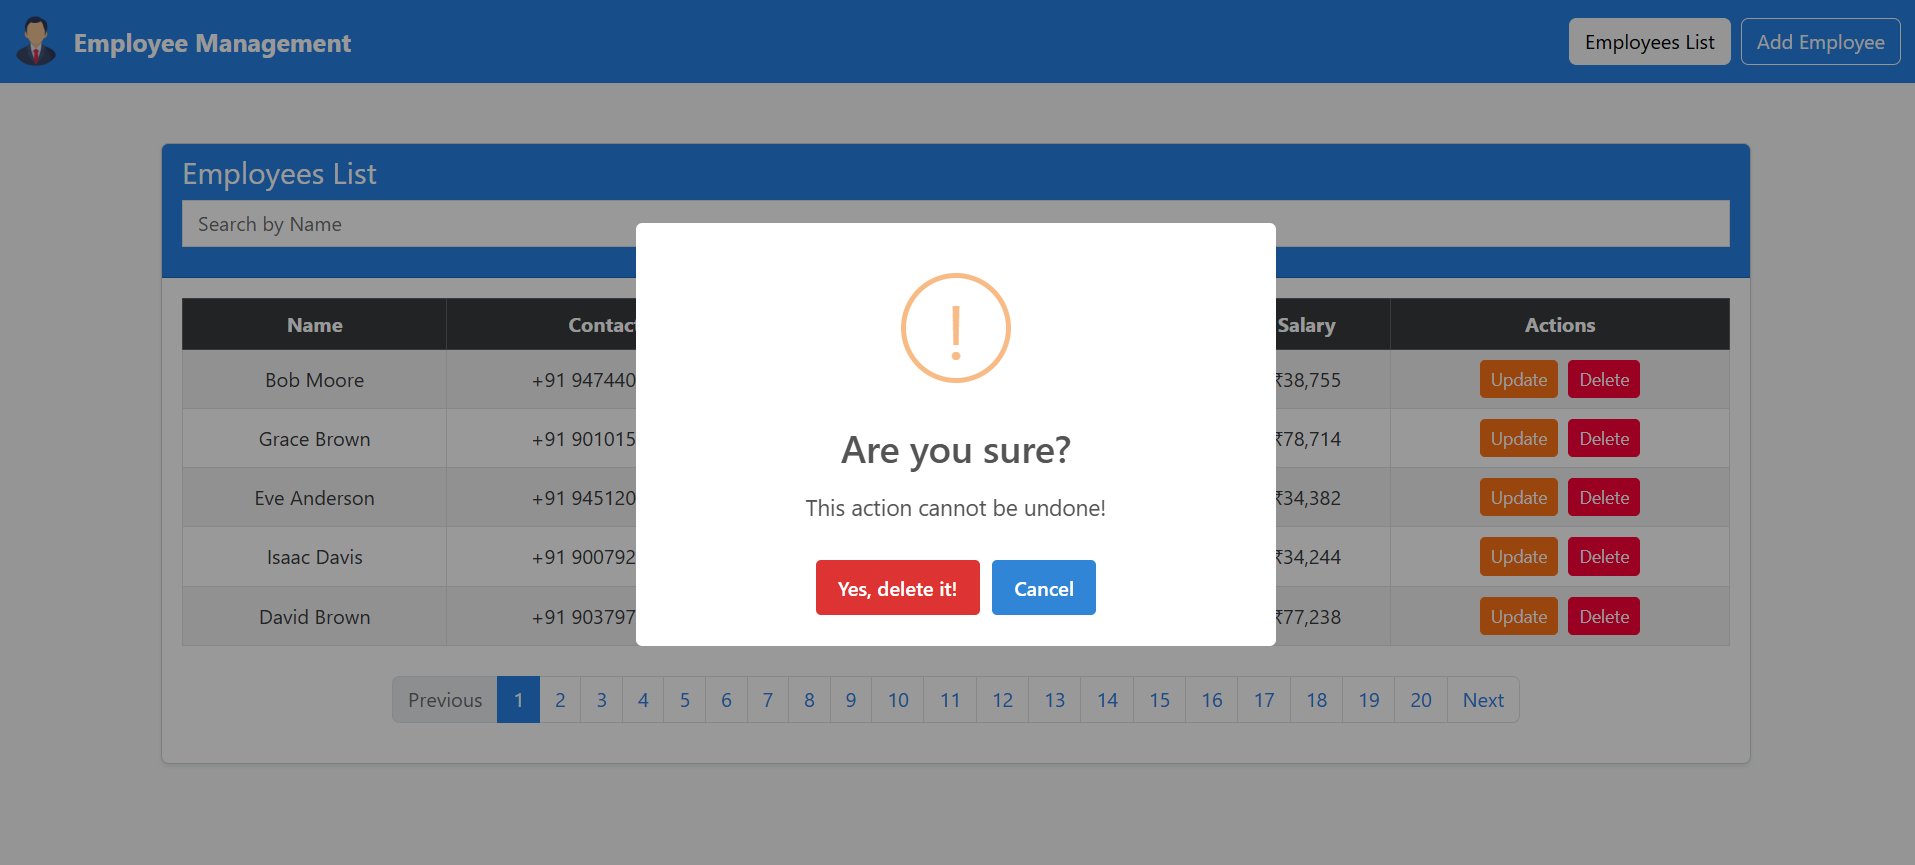 Employee Management
Employees List Add Employee
Employees List
Search by Name
Name Contact Salary Actions
Bob Moore +91 947440 ₹38,755 Update Delete
Grace Brown +91 901015 ₹78,714 Update Delete
Eve Anderson +91 945120 ₹34,382 Update Delete
Isaac Davis +91 900792 ₹34,244 Update Delete
David Brown +91 903797 ₹77,238 Update Delete
!
Are you sure?
This action cannot be undone!
Yes, delete it! Cancel
Previous 1 2 3 4 5 6 7 8 9 10 11 12 13 14 15 16 17 18 19 20 Next